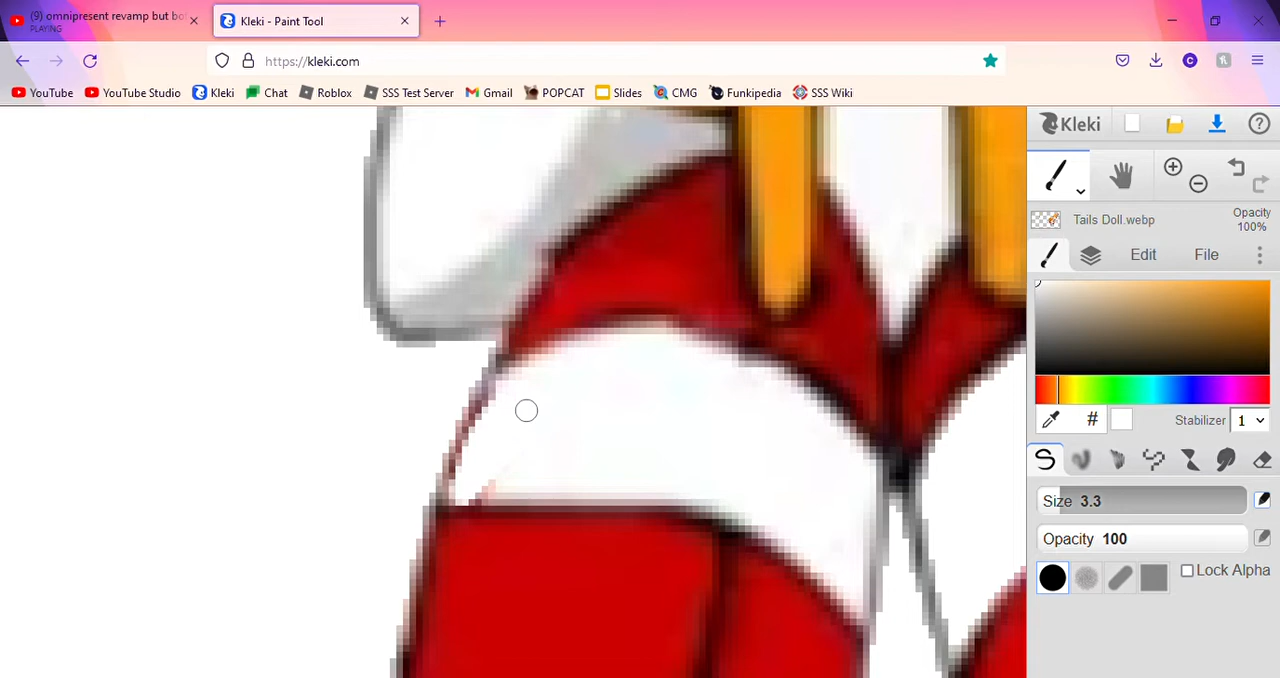 (9) omnipresent revamp but bo
PLAYING
Kleki - Paint Tool
https://kleki.com
YouTube YouTube Studio Kleki Chat Roblox SSS Test Server Gmail POPCAT Slides CMG Funkipedia SSS Wiki
Kleki
Tails Doll.webp
Opacity
100%
Edit File
# Stabilizer 1
Size 3.3
Opacity 100
Lock Alpha